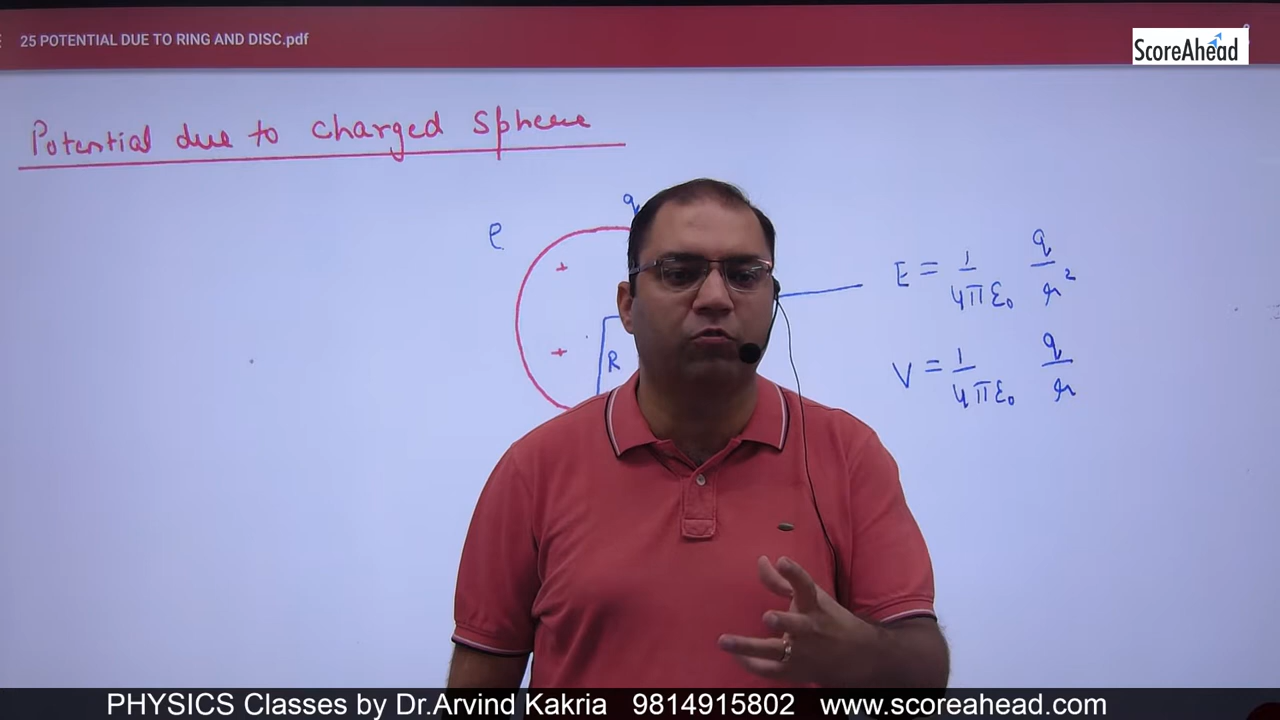 25 POTENTIAL DUE TO RING AND DISC.pdf
ScoreAhead
Potential due to charged sphere
q
ρ
+
+
R
E = 1/4πε₀ q/r²
V = 1/4πε₀ q/r
PHYSICS Classes by Dr.Arvind Kakria 9814915802 www.scoreahead.com